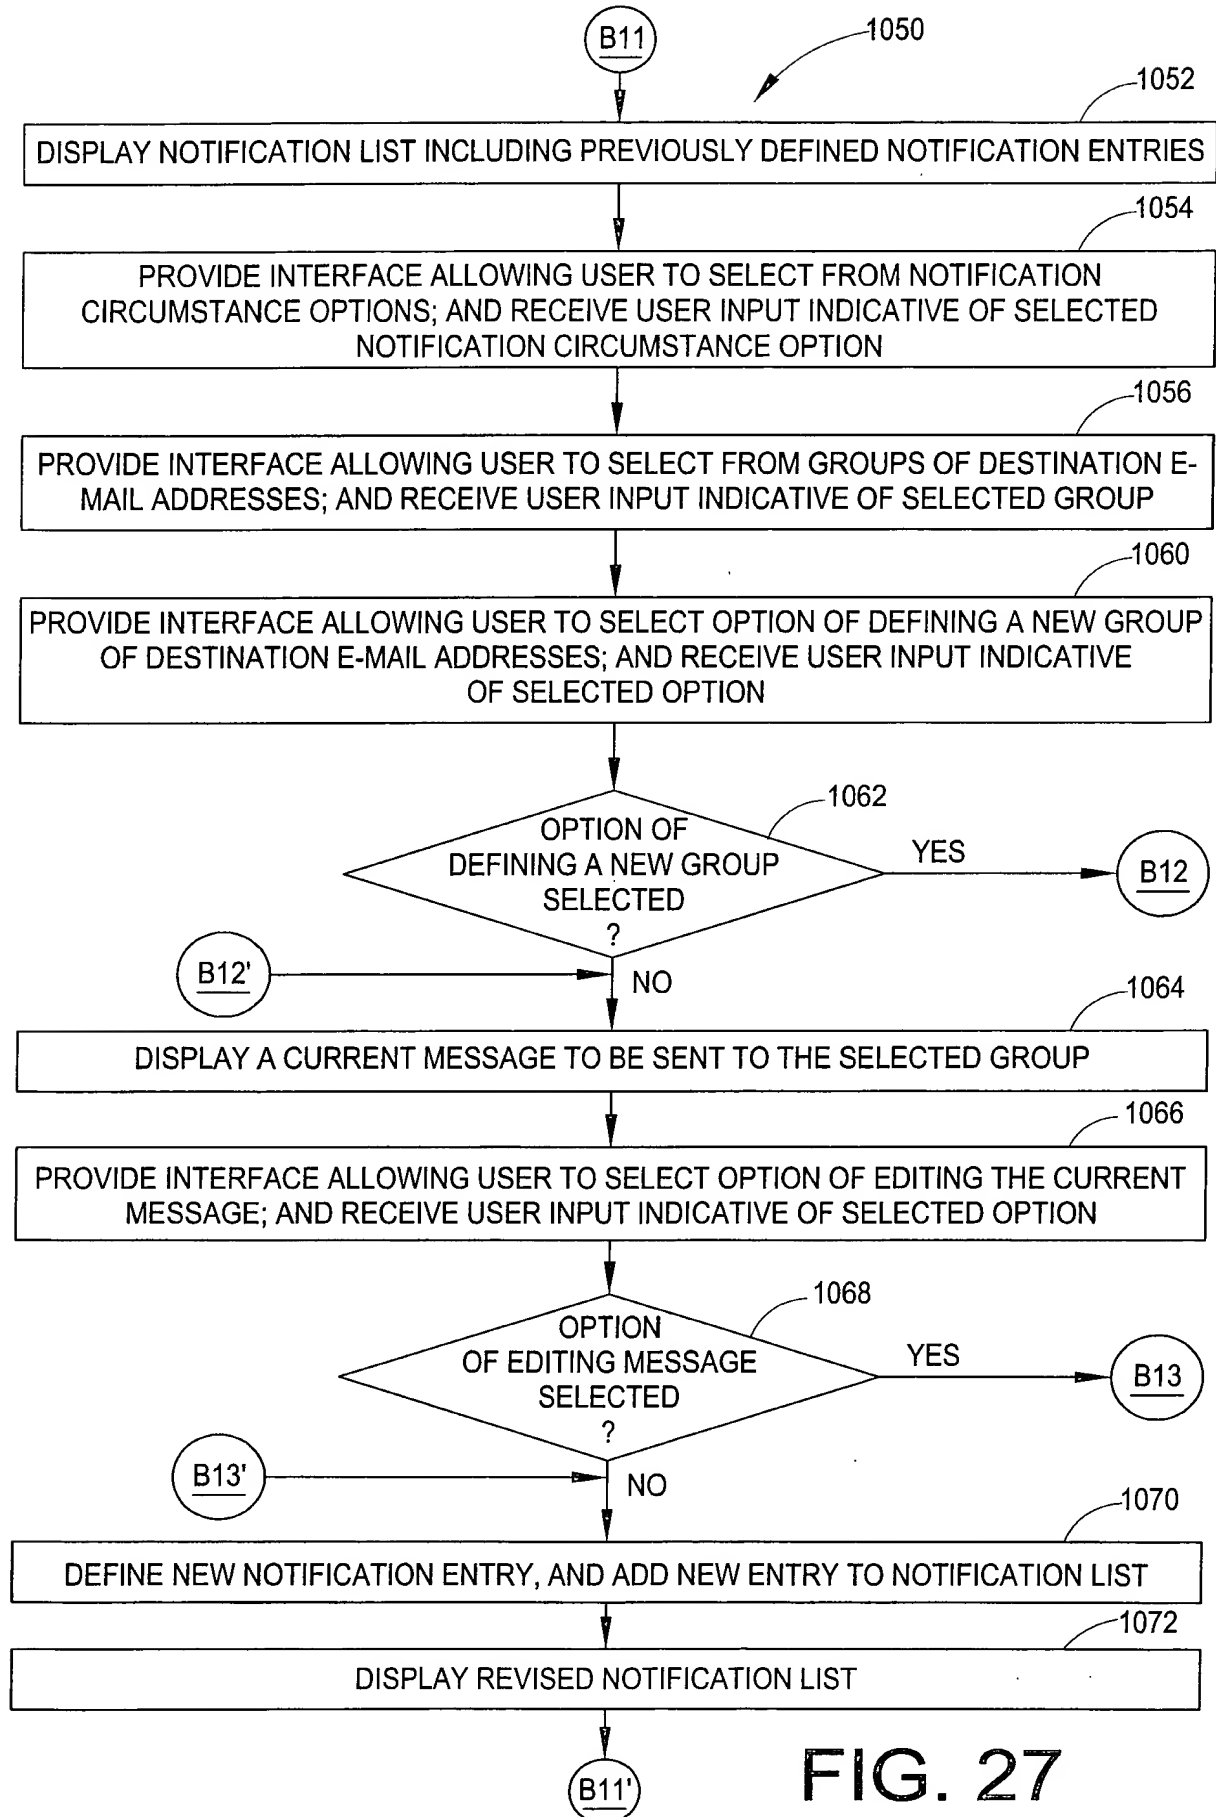 B11
1050
1052
DISPLAY NOTIFICATION LIST INCLUDING PREVIOUSLY DEFINED NOTIFICATION ENTRIES
1054
PROVIDE INTERFACE ALLOWING USER TO SELECT FROM NOTIFICATION
CIRCUMSTANCE OPTIONS; AND RECEIVE USER INPUT INDICATIVE OF SELECTED
NOTIFICATION CIRCUMSTANCE OPTION
1056
PROVIDE INTERFACE ALLOWING USER TO SELECT FROM GROUPS OF DESTINATION E-
MAIL ADDRESSES; AND RECEIVE USER INPUT INDICATIVE OF SELECTED GROUP
1060
PROVIDE INTERFACE ALLOWING USER TO SELECT OPTION OF DEFINING A NEW GROUP
OF DESTINATION E-MAIL ADDRESSES; AND RECEIVE USER INPUT INDICATIVE
OF SELECTED OPTION
1062
OPTION OF
DEFINING A NEW GROUP
SELECTED
?
YES
B12
B12'
NO
1064
DISPLAY A CURRENT MESSAGE TO BE SENT TO THE SELECTED GROUP
1066
PROVIDE INTERFACE ALLOWING USER TO SELECT OPTION OF EDITING THE CURRENT
MESSAGE; AND RECEIVE USER INPUT INDICATIVE OF SELECTED OPTION
1068
OPTION
OF EDITING MESSAGE
SELECTED
?
YES
B13
B13'
NO
1070
DEFINE NEW NOTIFICATION ENTRY, AND ADD NEW ENTRY TO NOTIFICATION LIST
1072
DISPLAY REVISED NOTIFICATION LIST
B11'
FIG. 27